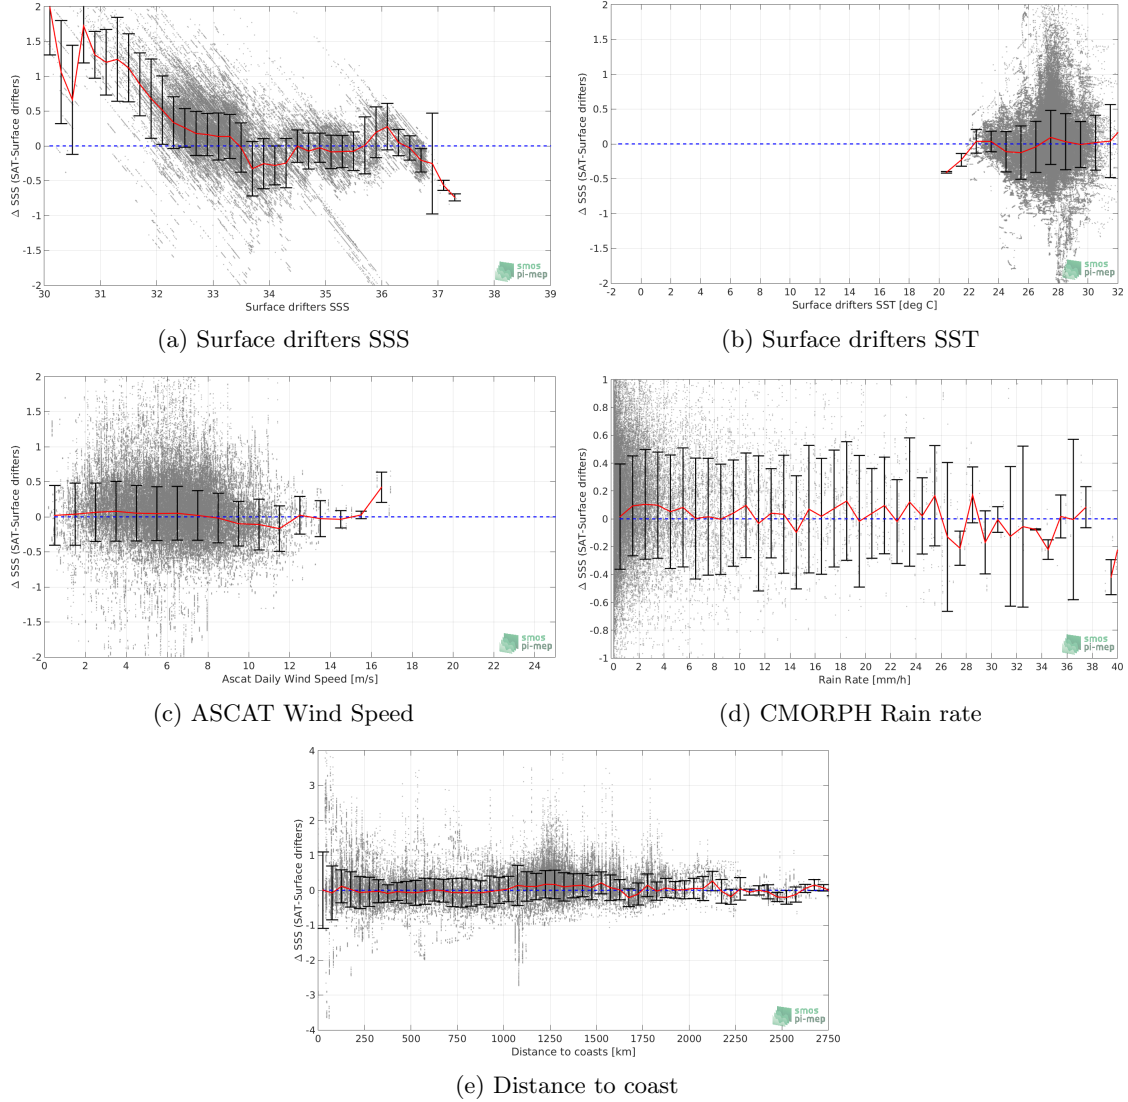 2
1.5
1
0.5
0
-0.5
-1
-1.5
-2
Δ SSS (SAT-Surface drifters)
30 31 32 33 34 35 36 37 38 39
Surface drifters SSS
smos
pi-mep
(a) Surface drifters SSS
2
1.5
1
0.5
0
-0.5
-1
-1.5
-2
Δ SSS (SAT-Surface drifters)
-2 0 2 4 6 8 10 12 14 16 18 20 22 24 26 28 30 32
Surface drifters SST [deg C]
smos
pi-mep
(b) Surface drifters SST
2
1.5
1
0.5
0
-0.5
-1
-1.5
-2
Δ SSS (SAT-Surface drifters)
0 2 4 6 8 10 12 14 16 18 20 22 24
Ascat Daily Wind Speed [m/s]
smos
pi-mep
(c) ASCAT Wind Speed
1
0.8
0.6
0.4
0.2
0
-0.2
-0.4
-0.6
-0.8
-1
Δ SSS (SAT-Surface drifters)
0 2 4 6 8 10 12 14 16 18 20 22 24 26 28 30 32 34 36 38 40
Rain Rate [mm/h]
smos
pi-mep
(d) CMORPH Rain rate
4
3
2
1
0
-1
-2
-3
-4
Δ SSS (SAT-Surface drifters)
0 250 500 750 1000 1250 1500 1750 2000 2250 2500 2750
Distance to coasts [km]
smos
pi-mep
(e) Distance to coast